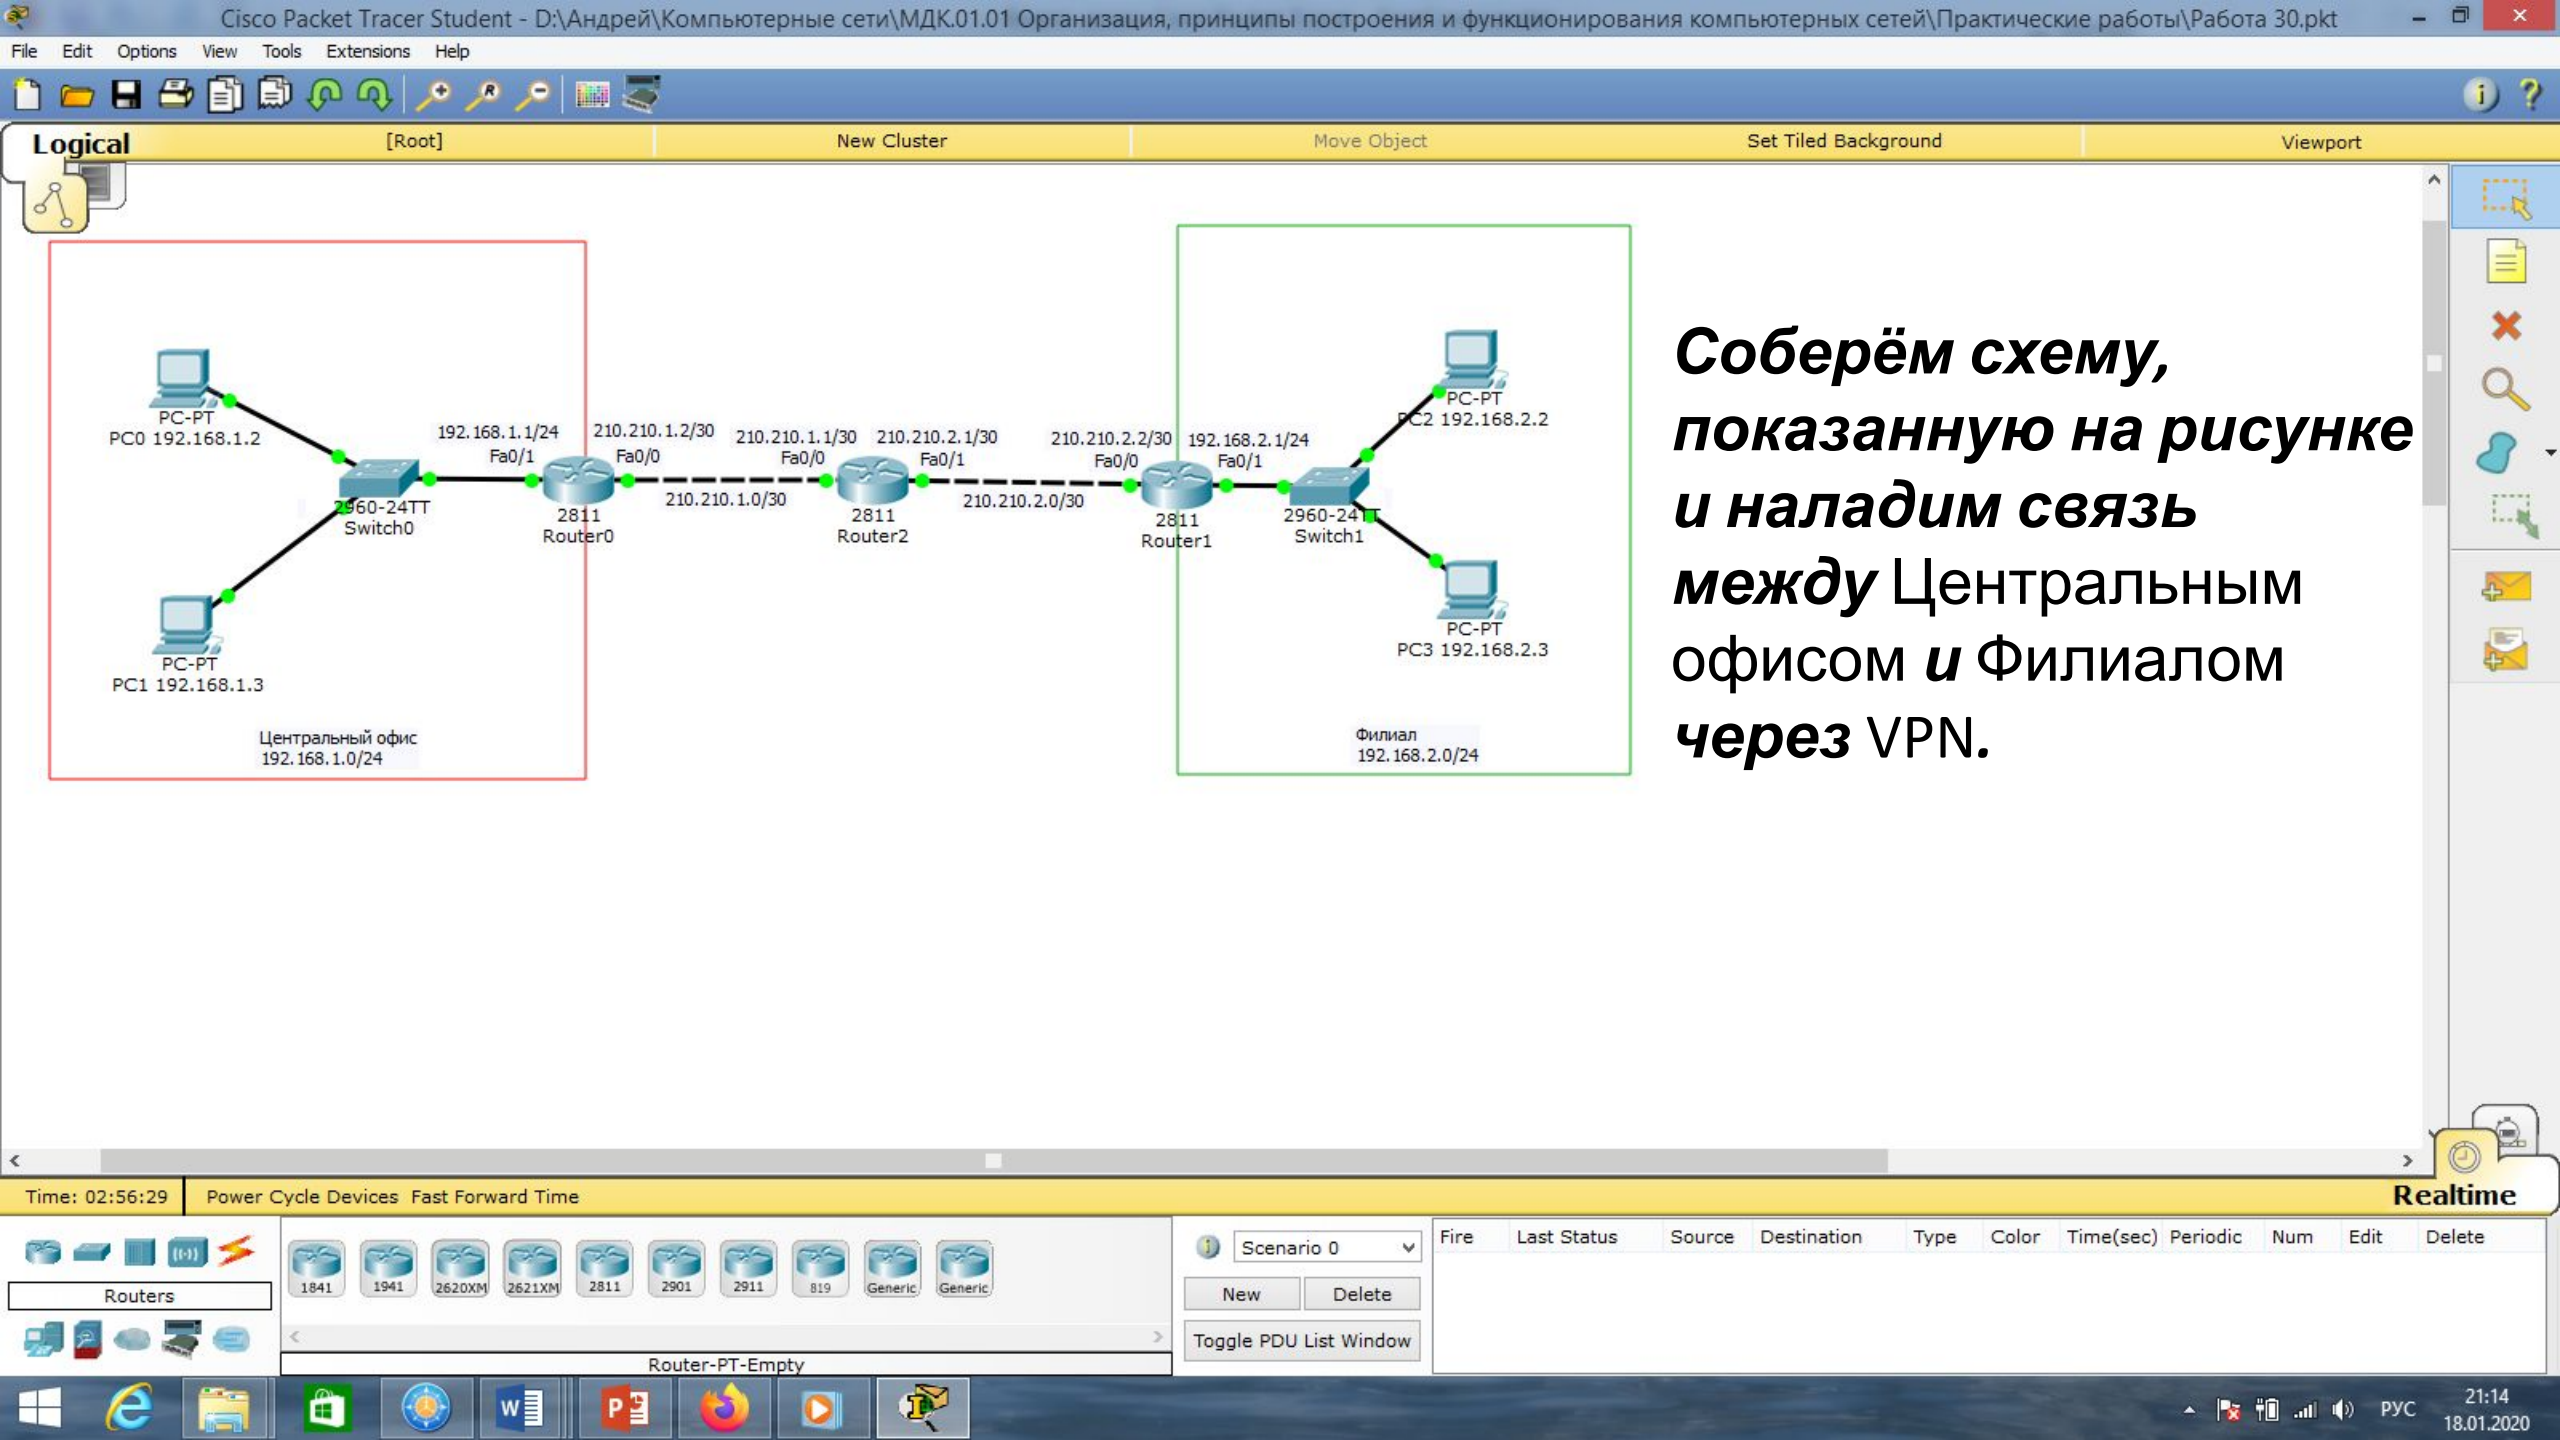 Cisco Packet Tracer Student - D:\Андрей\Компьютерные сети\МДК.01.01 Организация, принципы построения и функционирования компьютерных сетей\Практические работы\Работа 30.pkt
File Edit Options View Tools Extensions Help
Logical [Root] New Cluster Move Object Set Tiled Background Viewport
PC-PT
PC0 192.168.1.2
PC-PT
PC1 192.168.1.3
2960-24TT
Switch0
192.168.1.1/24
Fa0/1
210.210.1.2/30
Fa0/0
2811
Router0
210.210.1.0/30
210.210.1.1/30
Fa0/0
210.210.2.1/30
Fa0/1
2811
Router2
210.210.2.0/30
210.210.2.2/30
Fa0/0
192.168.2.1/24
Fa0/1
2811
Router1
2960-24TT
Switch1
PC-PT
PC2 192.168.2.2
PC-PT
PC3 192.168.2.3
Центральный офис
192.168.1.0/24
Филиал
192.168.2.0/24
Соберём схему,
показанную на рисунке
и наладим связь
между Центральным
офисом и Филиалом
через VPN.
Time: 02:56:29 Power Cycle Devices Fast Forward Time
Realtime
Routers
1841 1941 2620XM 2621XM 2811 2901 2911 819 Generic Generic
Router-PT-Empty
Scenario 0
New Delete
Toggle PDU List Window
Fire Last Status Source Destination Type Color Time(sec) Periodic Num Edit Delete
РУС
21:14
18.01.2020